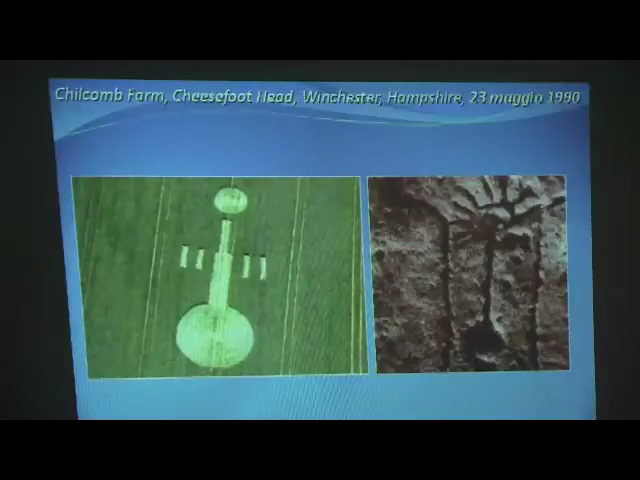 Chilcomb Farm, Cheesefoot Head, Winchester, Hampshire, 23 maggio 1990